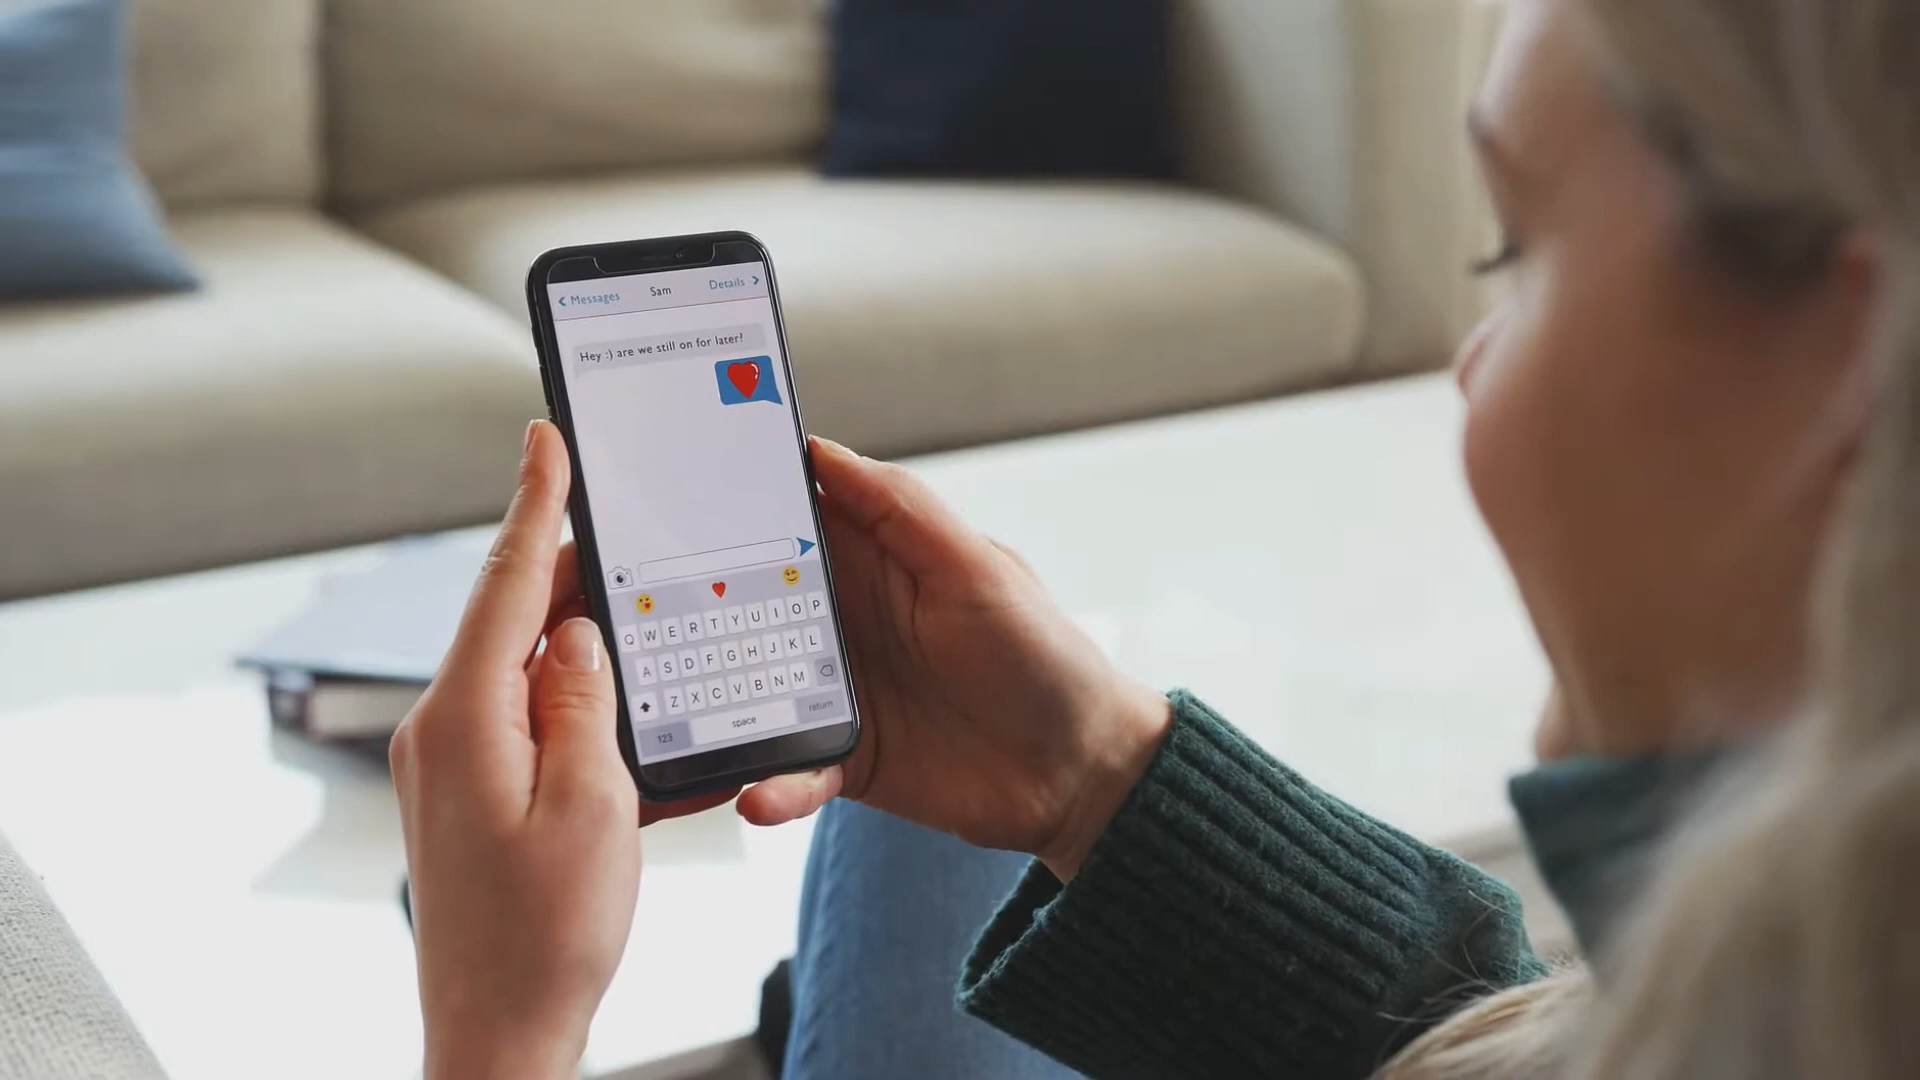 Messages Sam Details
Hey :) are we still on for later?
Q W E R T Y U I O P
A S D F G H J K L
Z X C V B N M
123 space return